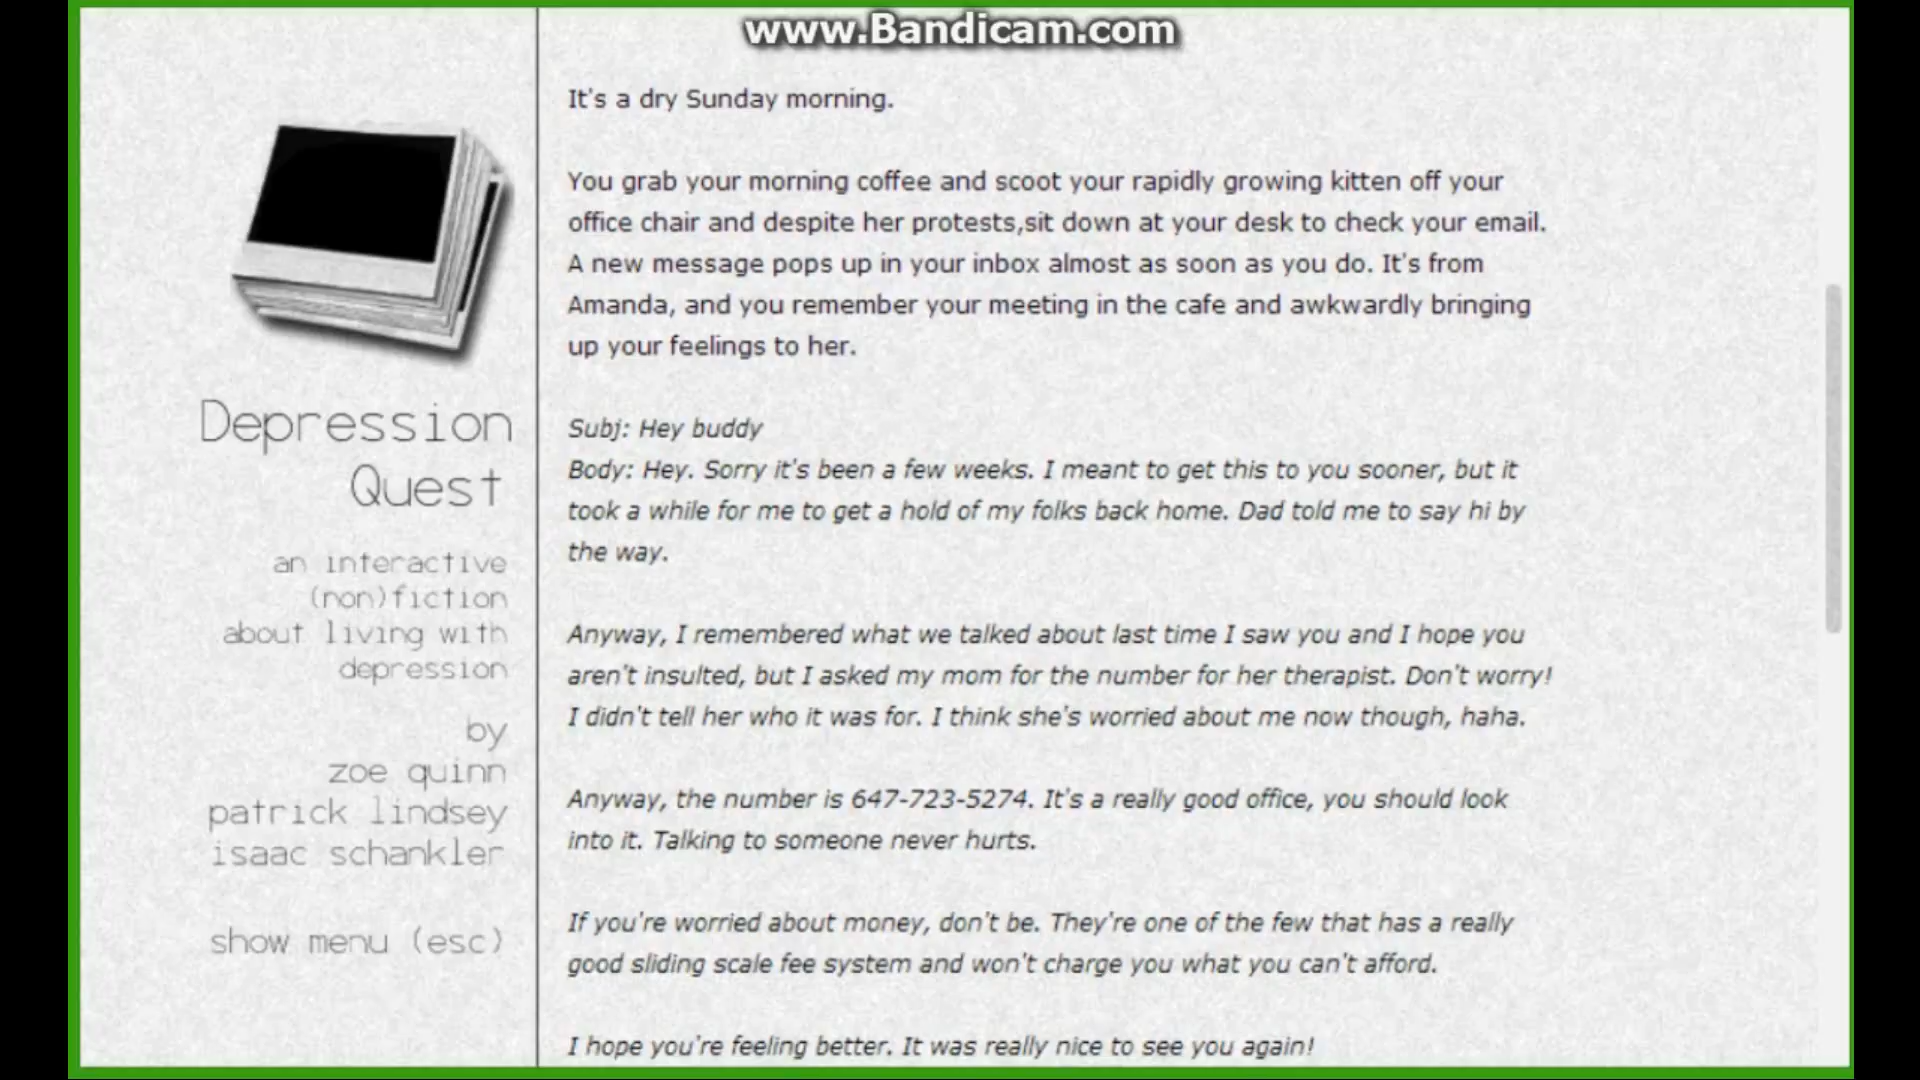 www.Bandicam.com
It's a dry Sunday morning.
You grab your morning coffee and scoot your rapidly growing kitten off your
office chair and despite her protests,sit down at your desk to check your email.
A new message pops up in your inbox almost as soon as you do. It's from
Amanda, and you remember your meeting in the cafe and awkwardly bringing
up your feelings to her.
Subj: Hey buddy
Body: Hey. Sorry it's been a few weeks. I meant to get this to you sooner, but it
took a while for me to get a hold of my folks back home. Dad told me to say hi by
the way.
Anyway, I remembered what we talked about last time I saw you and I hope you
aren't insulted, but I asked my mom for the number for her therapist. Don't worry!
I didn't tell her who it was for. I think she's worried about me now though, haha.
Anyway, the number is 647-723-5274. It's a really good office, you should look
into it. Talking to someone never hurts.
If you're worried about money, don't be. They're one of the few that has a really
good sliding scale fee system and won't charge you what you can't afford.
I hope you're feeling better. It was really nice to see you again!
Depression
Quest
an interactive
(non)fiction
about living with
depression
by
zoe quinn
patrick lindsey
isaac schankler
show menu (esc)